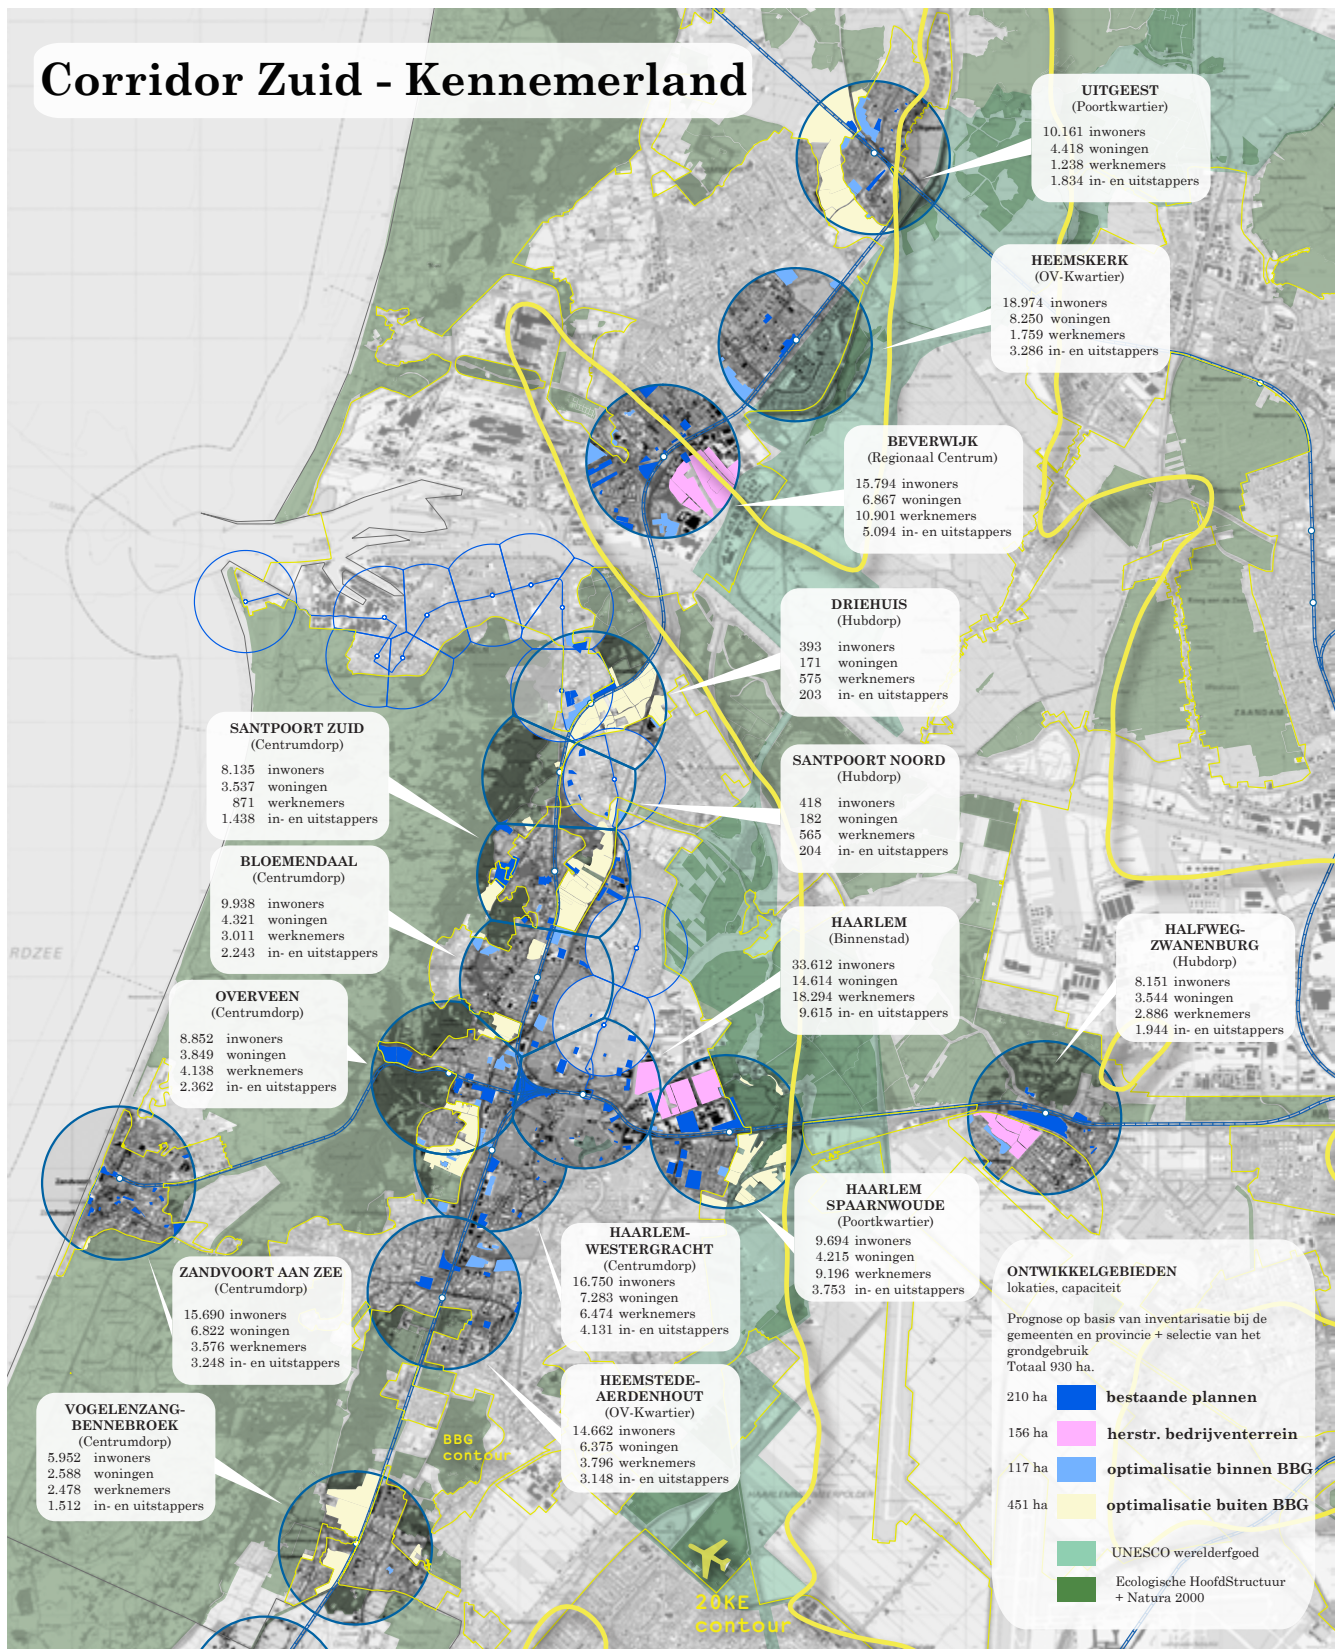 Corridor Zuid - Kennemerland
UITGEEST
(Poortkwartier)
10.161 inwoners
4.418 woningen
1.238 werknemers
1.834 in- en uitstappers
HEEMSKERK
(OV-Kwartier)
18.974 inwoners
8.250 woningen
1.759 werknemers
3.286 in- en uitstappers
BEVERWIJK
(Regionaal Centrum)
15.794 inwoners
6.867 woningen
10.901 werknemers
5.094 in- en uitstappers
DRIEHUIS
(Hubdorp)
393 inwoners
171 woningen
575 werknemers
203 in- en uitstappers
SANTPOORT ZUID
(Centrumdorp)
8.135 inwoners
3.537 woningen
871 werknemers
1.438 in- en uitstappers
SANTPOORT NOORD
(Hubdorp)
418 inwoners
182 woningen
565 werknemers
204 in- en uitstappers
BLOEMENDAAL
(Centrumdorp)
9.938 inwoners
4.321 woningen
3.011 werknemers
2.243 in- en uitstappers
HAARLEM
(Binnenstad)
33.612 inwoners
14.614 woningen
18.294 werknemers
9.615 in- en uitstappers
HALFWEG-
ZWANENBURG
(Hubdorp)
8.151 inwoners
3.544 woningen
2.886 werknemers
1.944 in- en uitstappers
RDZEE
ZAANDAM
OVERVEEN
(Centrumdorp)
8.852 inwoners
3.849 woningen
4.138 werknemers
2.362 in- en uitstappers
HAARLEM
SPAARNWOUDE
(Poortkwartier)
9.694 inwoners
4.215 woningen
9.196 werknemers
3.753 in- en uitstappers
HAARLEM-
WESTERGRACHT
(Centrumdorp)
16.750 inwoners
7.283 woningen
6.474 werknemers
4.131 in- en uitstappers
ZANDVOORT AAN ZEE
(Centrumdorp)
15.690 inwoners
6.822 woningen
3.576 werknemers
3.248 in- en uitstappers
HEEMSTEDE-
AERDENHOUT
(OV-Kwartier)
14.662 inwoners
6.375 woningen
3.796 werknemers
3.148 in- en uitstappers
VOGELENZANG-
BENNEBROEK
(Centrumdorp)
5.952 inwoners
2.588 woningen
2.478 werknemers
1.512 in- en uitstappers
BBG
contour
20KE
contour
ONTWIKKELGEBIEDEN
lokaties, capaciteit
Prognose op basis van inventarisatie bij de
gemeenten en provincie + selectie van het
grondgebruik
Totaal 930 ha.
210 ha bestaande plannen
156 ha herstr. bedrijventerrein
117 ha optimalisatie binnen BBG
451 ha optimalisatie buiten BBG
UNESCO werelderfgoed
Ecologische HoofdStructuur
+ Natura 2000